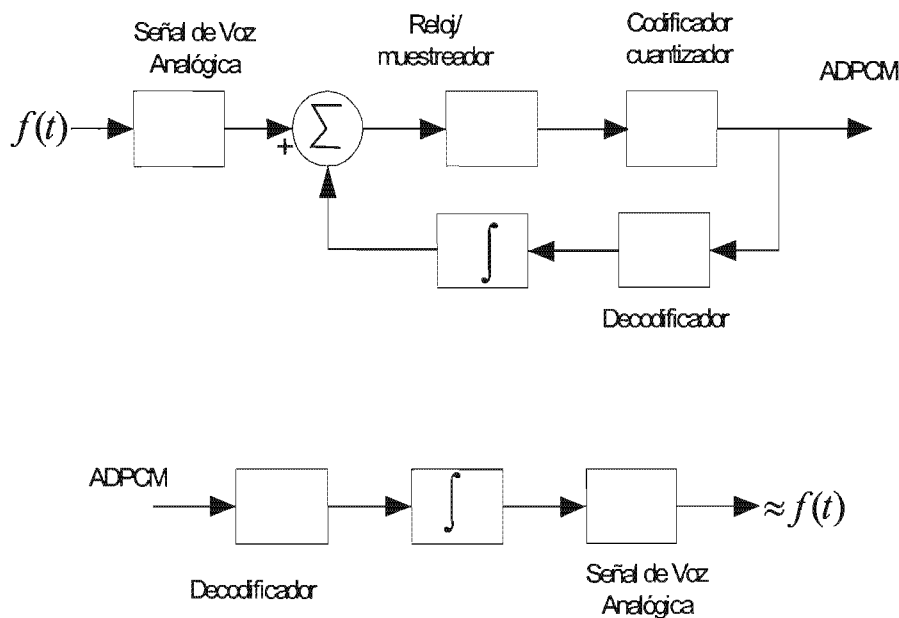 Señal de Voz
Analógica
Reloj/
muestreador
Codificador
cuantizador
ADPCM
f(t)
Σ
+
∫
Decodificador
ADPCM
∫
≈ f(t)
Decodificador
Señal de Voz
Analógica